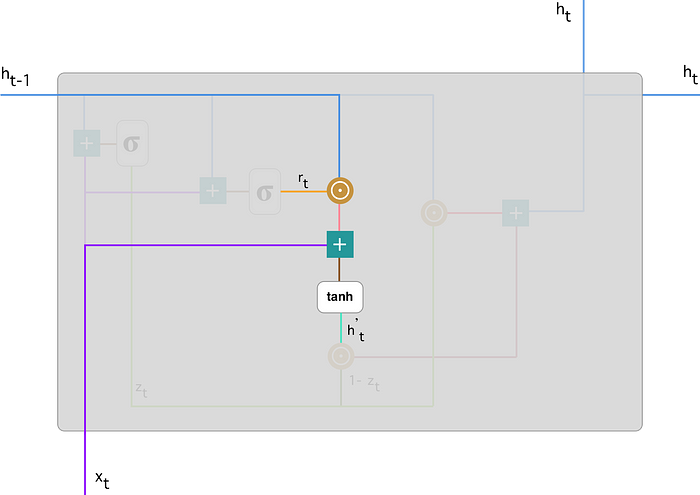 h_t
h_t-1
h_t
σ
σ
r_t
tanh
h'_t
z_t
1- z_t
x_t